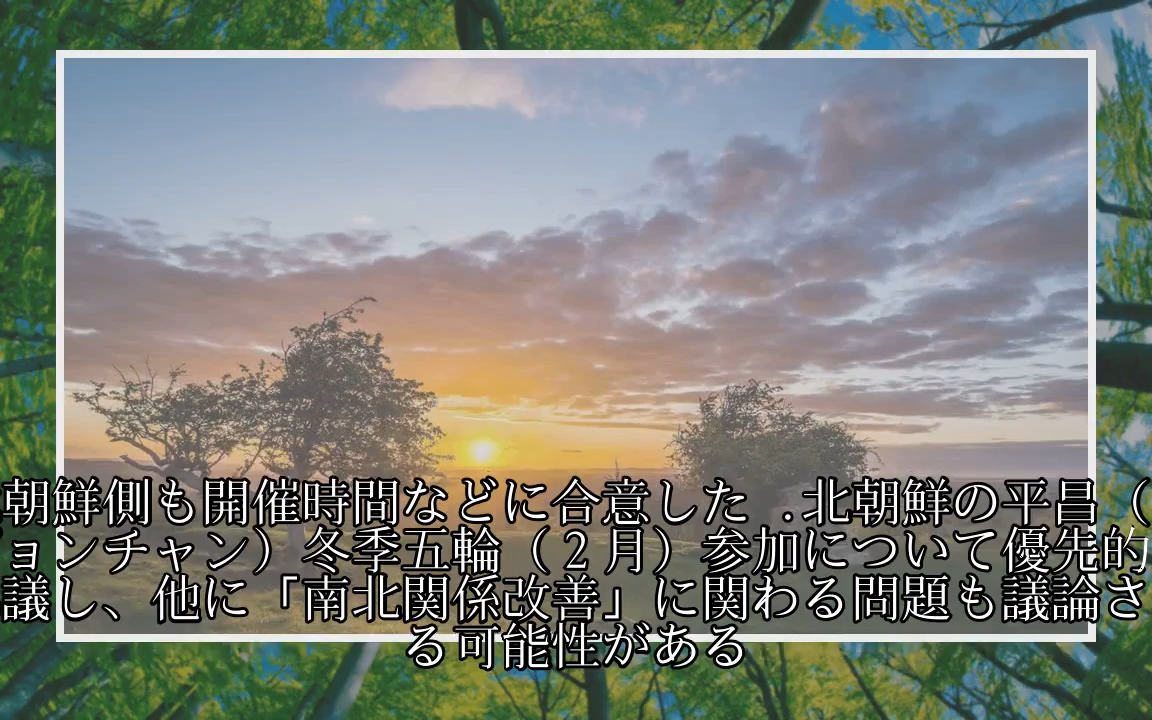 朝鮮側も開催時間などに合意した .北朝鮮の平昌（
ョンチャン）冬季五輪（２月）参加について優先的
議し、他に「南北関係改善」に関わる問題も議論さ
る可能性がある